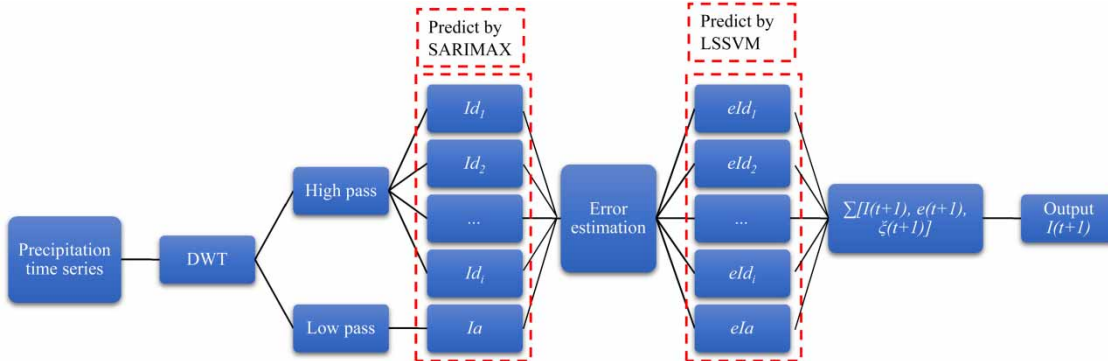 Predict by
SARIMAX
Predict by
LSSVM
Precipitation
time series
DWT
High pass
Low pass
Id₁
Id₂
...
Idᵢ
Ia
Error
estimation
eId₁
eId₂
...
eIdᵢ
eIa
∑[I(t+1), e(t+1),
ξ(t+1)]
Output
I(t+1)